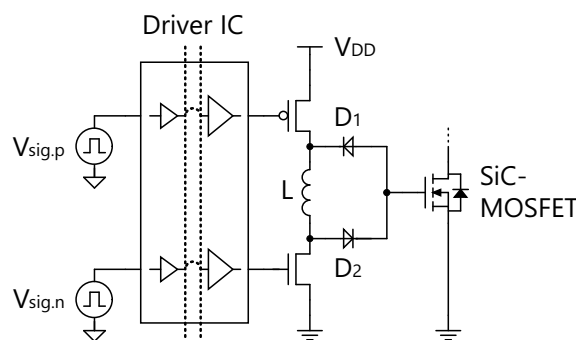 Driver IC
VDD
Vsig.p
D1
L
SiC-
MOSFET
D2
Vsig.n